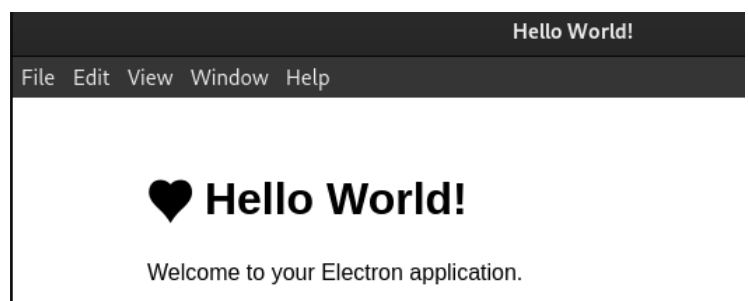 Hello World!
File Edit View Window Help
♥ Hello World!
Welcome to your Electron application.